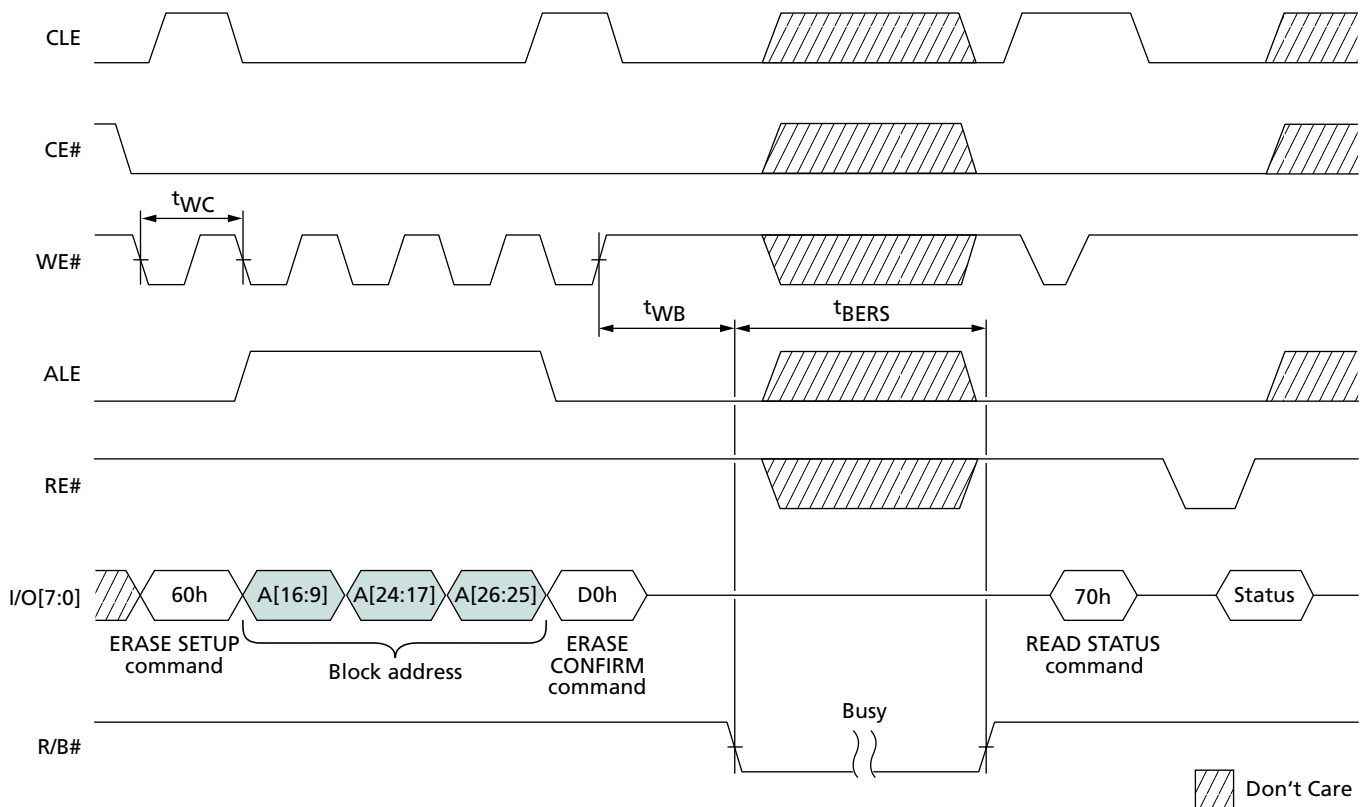 CLE
CE#
tWC
WE#
tWB
tBERS
ALE
RE#
I/O[7:0]
60h
A[16:9]
A[24:17]
A[26:25]
D0h
70h
Status
ERASE SETUP
command
Block address
ERASE
CONFIRM
command
READ STATUS
command
Busy
R/B#
Don't Care